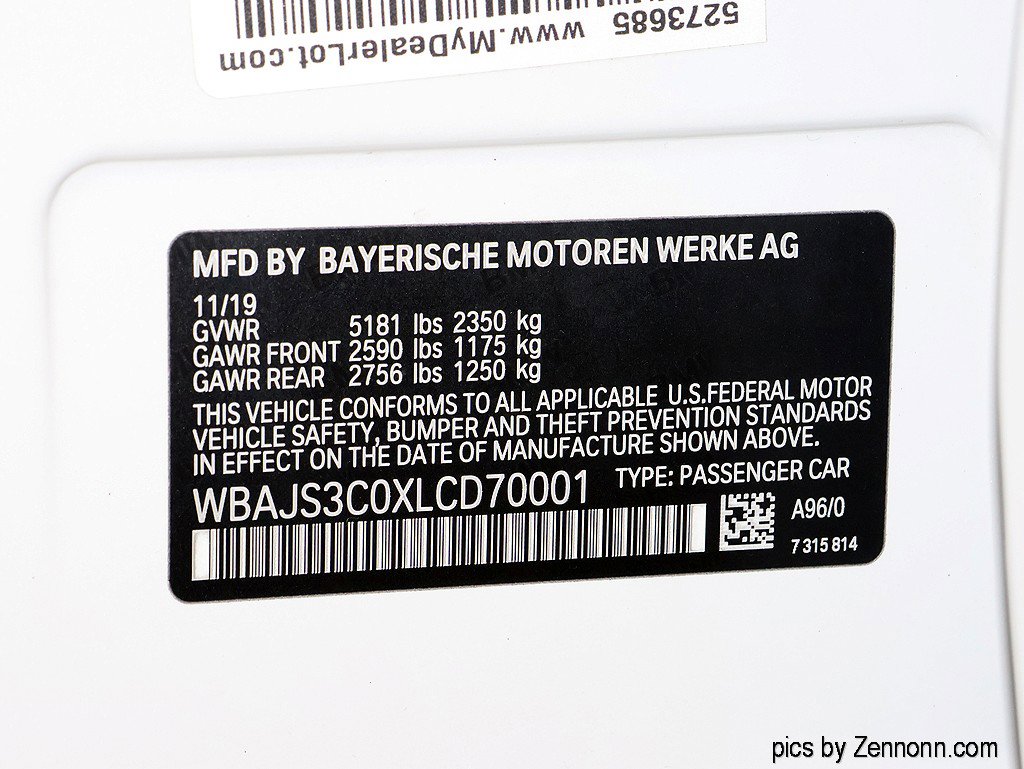 5273685
www.MyDealerLot.com
MFD BY BAYERISCHE MOTOREN WERKE AG
11/19
GVWR 5181 lbs 2350 kg
GAWR FRONT 2590 lbs 1175 kg
GAWR REAR 2756 lbs 1250 kg
THIS VEHICLE CONFORMS TO ALL APPLICABLE U.S.FEDERAL MOTOR
VEHICLE SAFETY, BUMPER AND THEFT PREVENTION STANDARDS
IN EFFECT ON THE DATE OF MANUFACTURE SHOWN ABOVE.
WBAJS3C0XLCD70001 TYPE: PASSENGER CAR
A96/0
7 315 814
pics by Zennonn.com